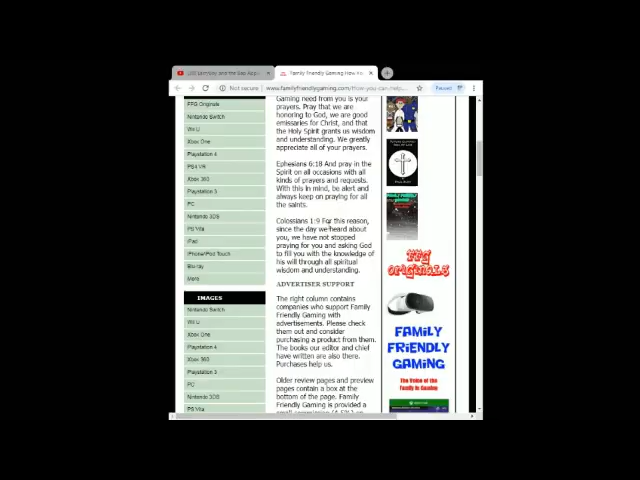 Family Friendly Gaming How
Not secure
www.familyfriendlygaming.com/How-you-can-help...
Paused
FFG Originals
Nintendo Switch
Wii U
Xbox One
Playstation 4
PS4 VR
Xbox 360
Playstation 3
PC
Nintendo 3DS
PS Vita
iPad
iPhone/iPod Touch
Blu-ray
More
IMAGES
Nintendo Switch
Wii U
Xbox One
Playstation 4
Xbox 360
Playstation 3
PC
Nintendo 3DS
PS Vita
Gaming need from you is your
prayers. Pray that we are
honoring to God, we are good
emissaries for Christ, and that
the Holy Spirit grants us wisdom
and understanding. We greatly
appreciate all of your prayers.
Ephesians 6:18 And pray in the
Spirit on all occasions with all
kinds of prayers and requests.
With this in mind, be alert and
always keep on praying for all
the saints.
Colossians 1:9 For this reason,
since the day we heard about
you, we have not stopped
praying for you and asking God
to fill you with the knowledge of
his will through all spiritual
wisdom and understanding.
ADVERTISER SUPPORT
The right column contains
companies who support Family
Friendly Gaming with
advertisements. Please check
them out and consider
purchasing a product from them.
The books our editor and chief
have written are also there.
Purchases help us.
Older review pages and preview
pages contain a box at the
bottom of the page. Family
Friendly Gaming is provided a
FFG
ORiGiNALS
FAMiLY
FRiENDLY
GAMiNG
The Voice of the
Family in Gaming